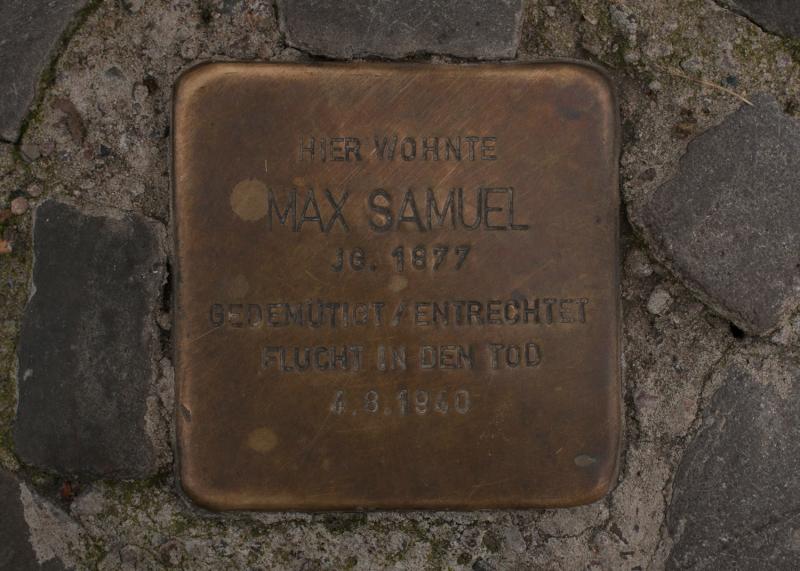 HIER WOHNTE
MAX SAMUEL
JG. 1877
GEDEMÜTIGT / ENTRECHTET
FLUCHT IN DEN TOD
4.8.1940